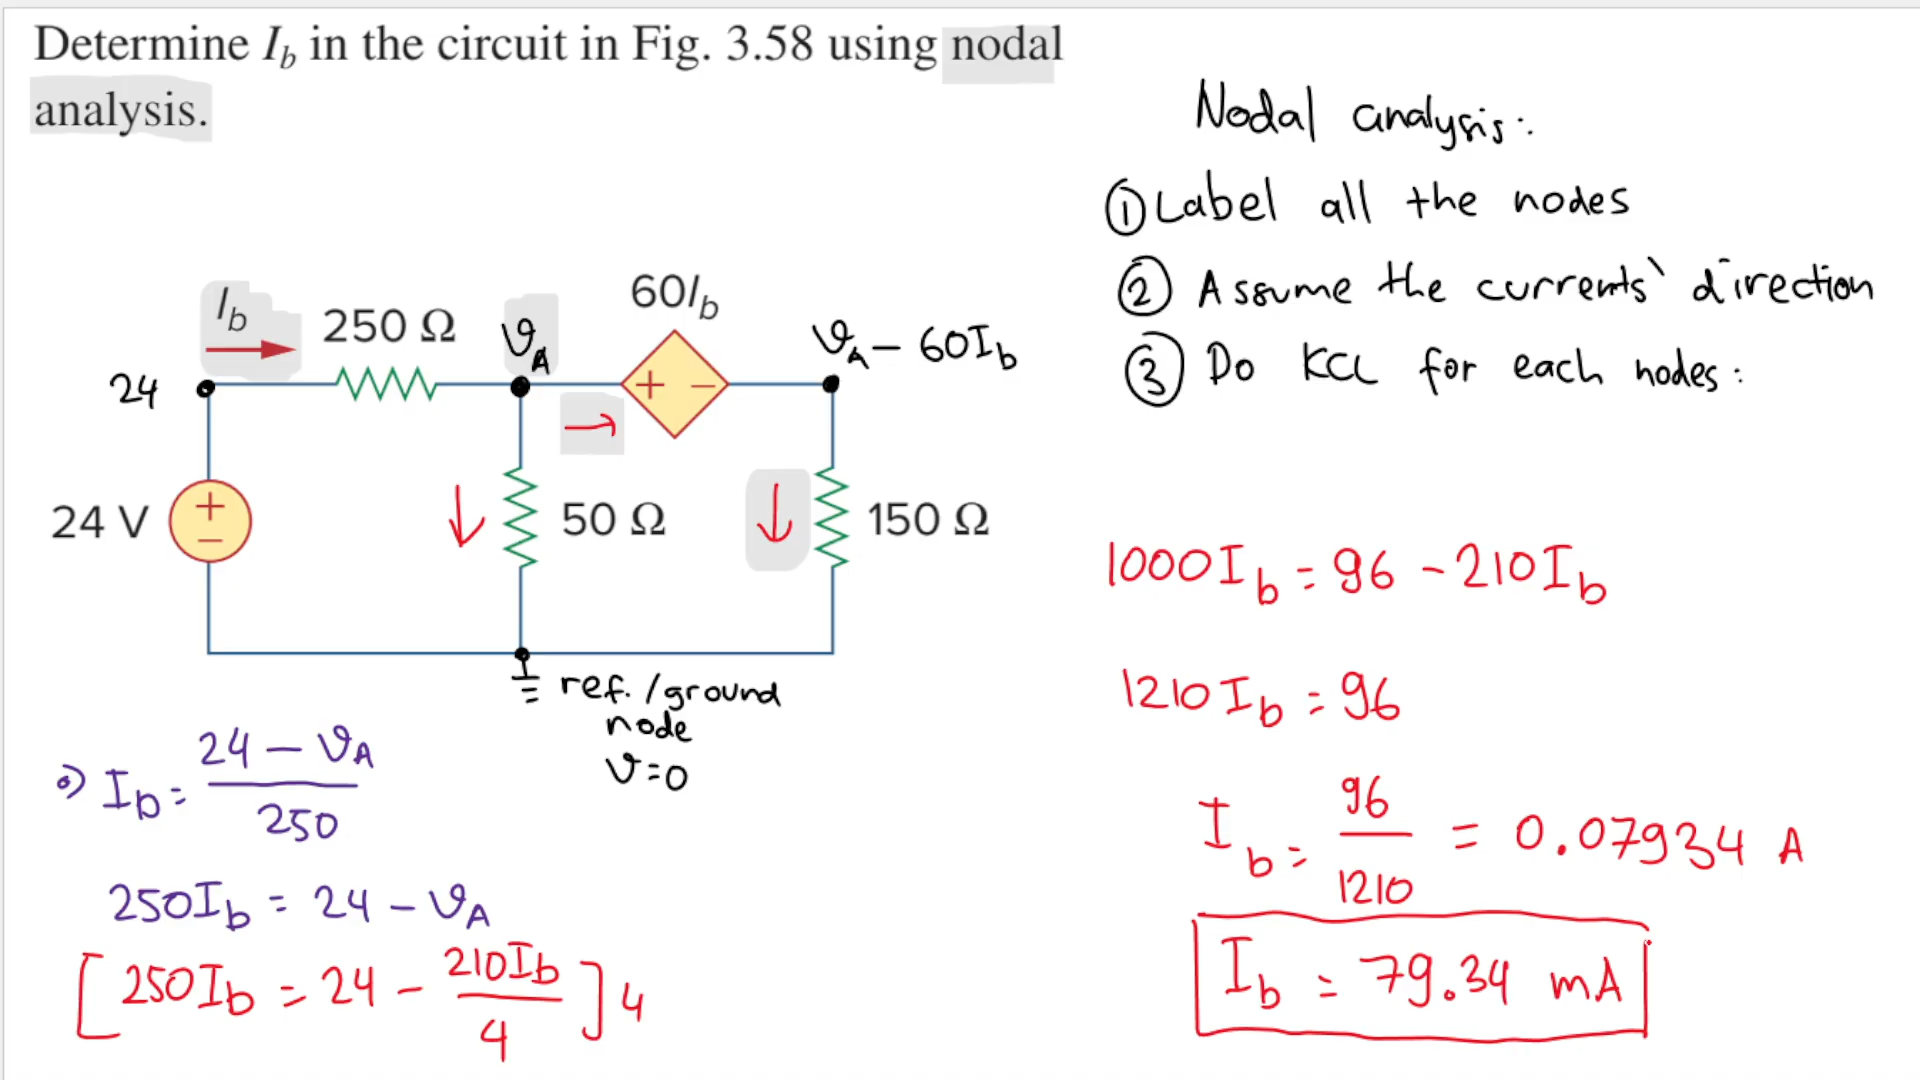 Determine I_b in the circuit in Fig. 3.58 using nodal
analysis.
Nodal analysis:
① Label all the nodes
② Assume the currents' direction
③ Do KCL for each nodes:
I_b
250 Ω
V_A
60I_b
V_A − 60I_b
24
+ −
24 V
+
−
50 Ω
150 Ω
ref. /ground
node
V=0
I_b = (24 − V_A)/250
250I_b = 24 − V_A
[250I_b = 24 − 210I_b/4]4
1000I_b = 96 − 210I_b
1210I_b = 96
I_b = 96/1210 = 0.07934 A
I_b = 79.34 mA